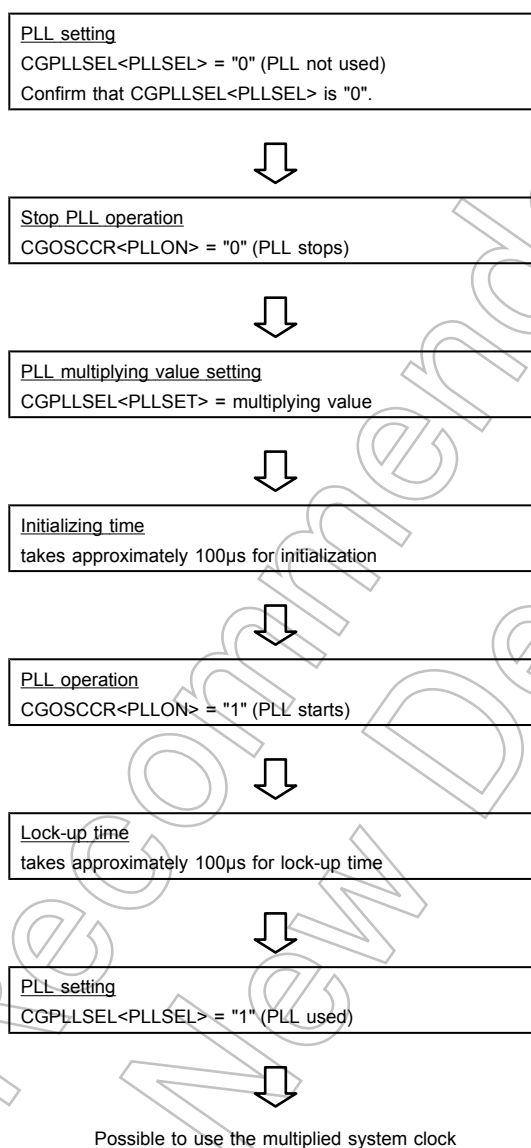 PLL setting
CGPLLSEL<PLLSEL> = "0" (PLL not used)
Confirm that CGPLLSEL<PLLSEL> is "0".
Stop PLL operation
CGOSCCR<PLLON> = "0" (PLL stops)
PLL multiplying value setting
CGPLLSEL<PLLSET> = multiplying value
Initializing time
takes approximately 100μs for initialization
PLL operation
CGOSCCR<PLLON> = "1" (PLL starts)
Lock-up time
takes approximately 100μs for lock-up time
PLL setting
CGPLLSEL<PLLSEL> = "1" (PLL used)
Possible to use the multiplied system clock